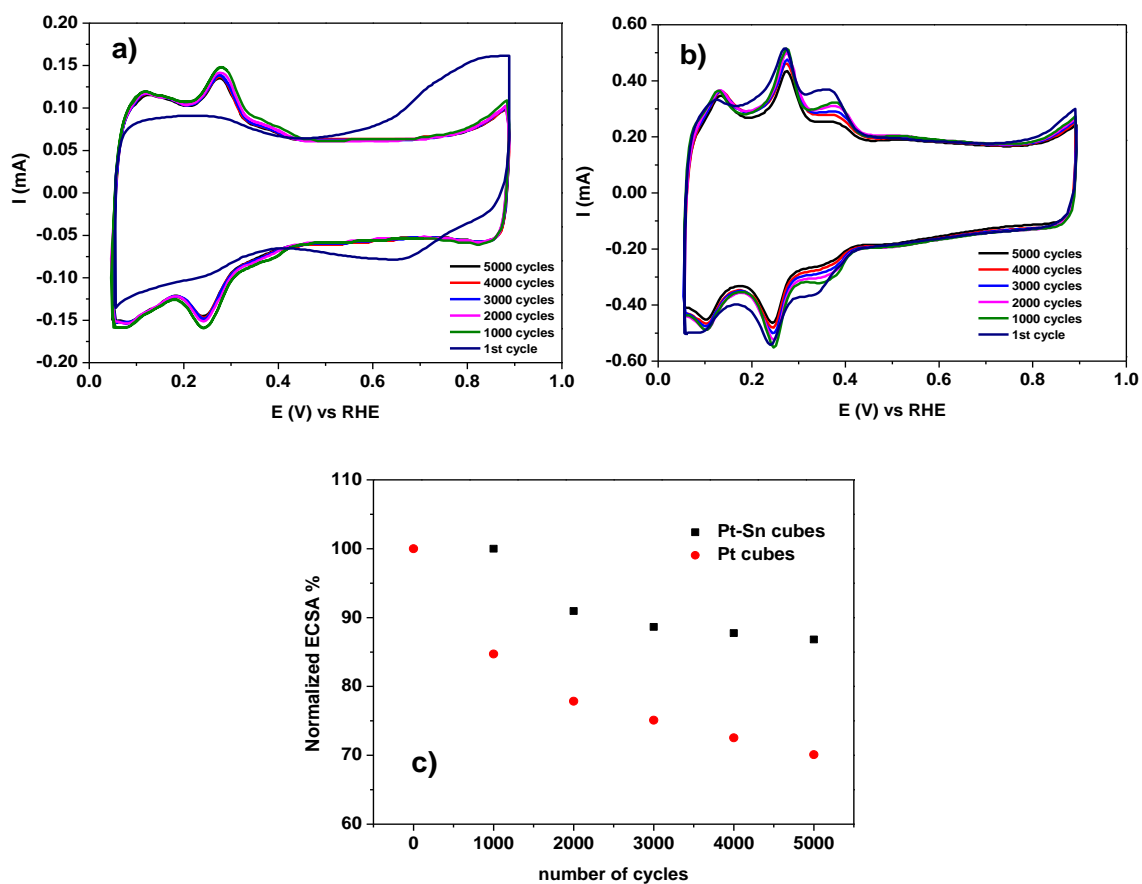 a)
0.20
0.15
0.10
0.05
0.00
-0.05
-0.10
-0.15
-0.20
I (mA)
5000 cycles
4000 cycles
3000 cycles
2000 cycles
1000 cycles
1st cycle
0.0 0.2 0.4 0.6 0.8 1.0
E (V) vs RHE
b)
0.60
0.40
0.20
0.00
-0.20
-0.40
-0.60
I (mA)
5000 cycles
4000 cycles
3000 cycles
2000 cycles
1000 cycles
1st cycle
0.0 0.2 0.4 0.6 0.8 1.0
E (V) vs RHE
110
100
90
80
70
60
Normalized ECSA %
Pt-Sn cubes
Pt cubes
c)
0 1000 2000 3000 4000 5000
number of cycles